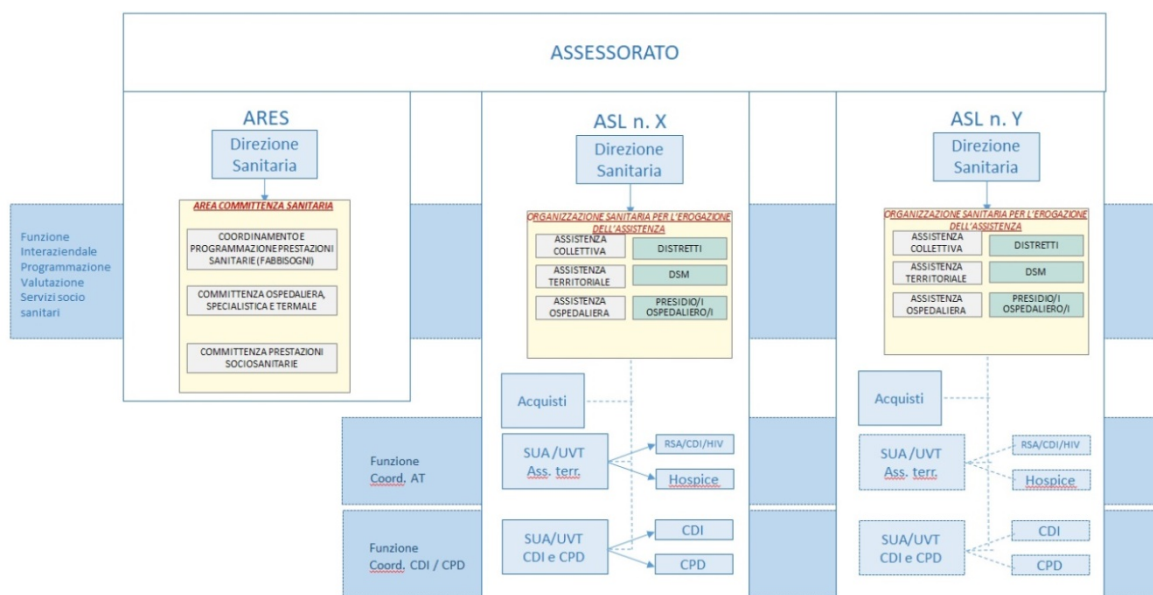 ASSESSORATO
ARES
Direzione
Sanitaria
AREA COMMITTENZA SANITARIA
COORDINAMENTO E
PROGRAMMAZIONE PRESTAZIONI
SANITARIE (FABBISOGNI)
COMMITTENZA OSPEDALIERA,
SPECIALISTICA E TERMALE
COMMITTENZA PRESTAZIONI
SOCIOSANITARIE
Funzione
Interaziendale
Programmazione
Valutazione
Servizi socio
sanitari
ASL n. X
Direzione
Sanitaria
ORGANIZZAZIONE SANITARIA PER L'EROGAZIONE
DELL'ASSISTENZA
ASSISTENZA
COLLETTIVA
DISTRETTI
ASSISTENZA
TERRITORIALE
DSM
ASSISTENZA
OSPEDALIERA
PRESIDIO/I
OSPEDALIERO/I
Acquisti
SUA/UVT
Ass. terr.
RSA/CDI/HIV
Hospice
SUA/UVT
CDI e CPD
CDI
CPD
ASL n. Y
Direzione
Sanitaria
ORGANIZZAZIONE SANITARIA PER L'EROGAZIONE
DELL'ASSISTENZA
ASSISTENZA
COLLETTIVA
DISTRETTI
ASSISTENZA
TERRITORIALE
DSM
ASSISTENZA
OSPEDALIERA
PRESIDIO/I
OSPEDALIERO/I
Acquisti
SUA/UVT
Ass. terr.
RSA/CDI/HIV
Hospice
SUA/UVT
CDI e CPD
CDI
CPD
Funzione
Coord. AT
Funzione
Coord. CDI / CPD